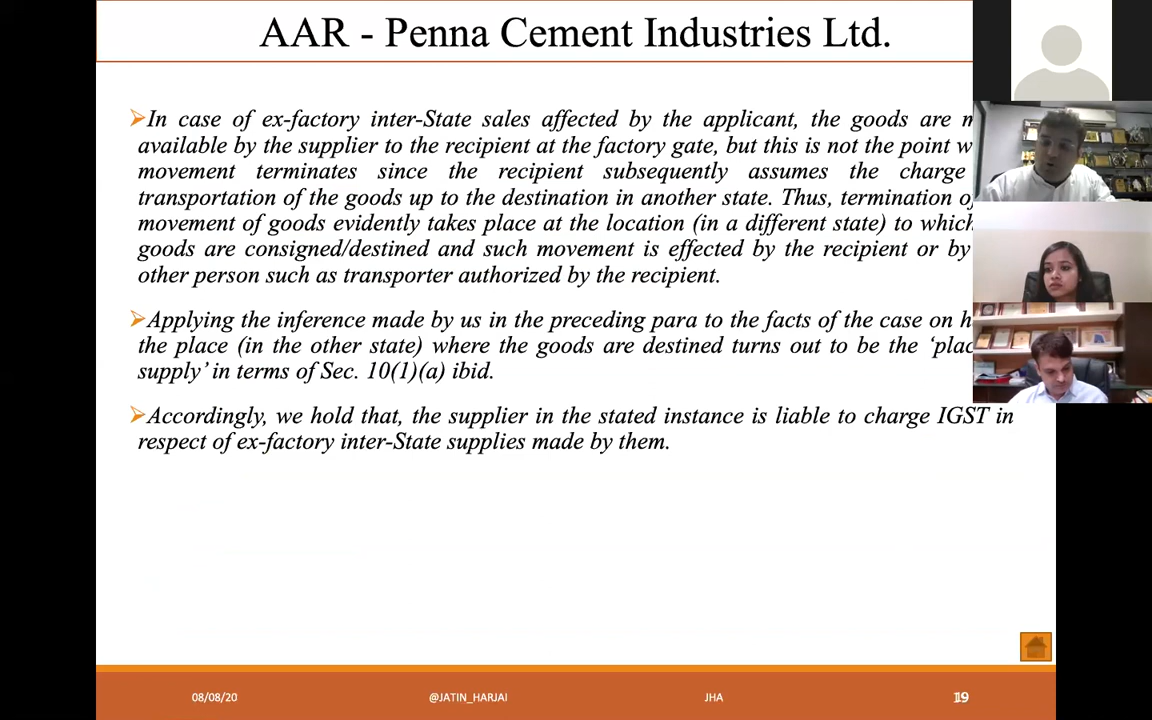 AAR - Penna Cement Industries Ltd.
In case of ex-factory inter-State sales affected by the applicant, the goods are
available by the supplier to the recipient at the factory gate, but this is not the point
movement terminates since the recipient subsequently assumes the charge
transportation of the goods up to the destination in another state. Thus, termination
movement of goods evidently takes place at the location (in a different state) to which
goods are consigned/destined and such movement is effected by the recipient or by
other person such as transporter authorized by the recipient.
Applying the inference made by us in the preceding para to the facts of the case on
the place (in the other state) where the goods are destined turns out to be the
supply’ in terms of Sec. 10(1)(a) ibid.
Accordingly, we hold that, the supplier in the stated instance is liable to charge IGST in
respect of ex-factory inter-State supplies made by them.
08/08/20 @JATIN_HARJAI JHA 19